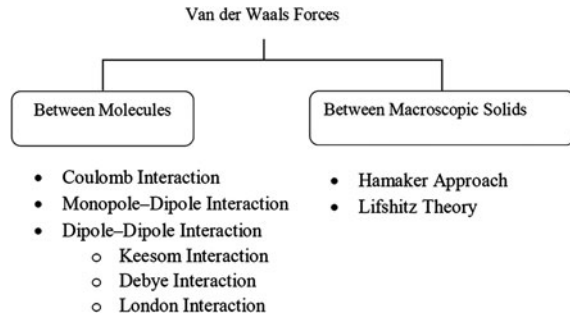 Van der Waals Forces
Between Molecules
Between Macroscopic Solids
• Coulomb Interaction
• Monopole–Dipole Interaction
• Dipole–Dipole Interaction
o Keesom Interaction
o Debye Interaction
o London Interaction
• Hamaker Approach
• Lifshitz Theory